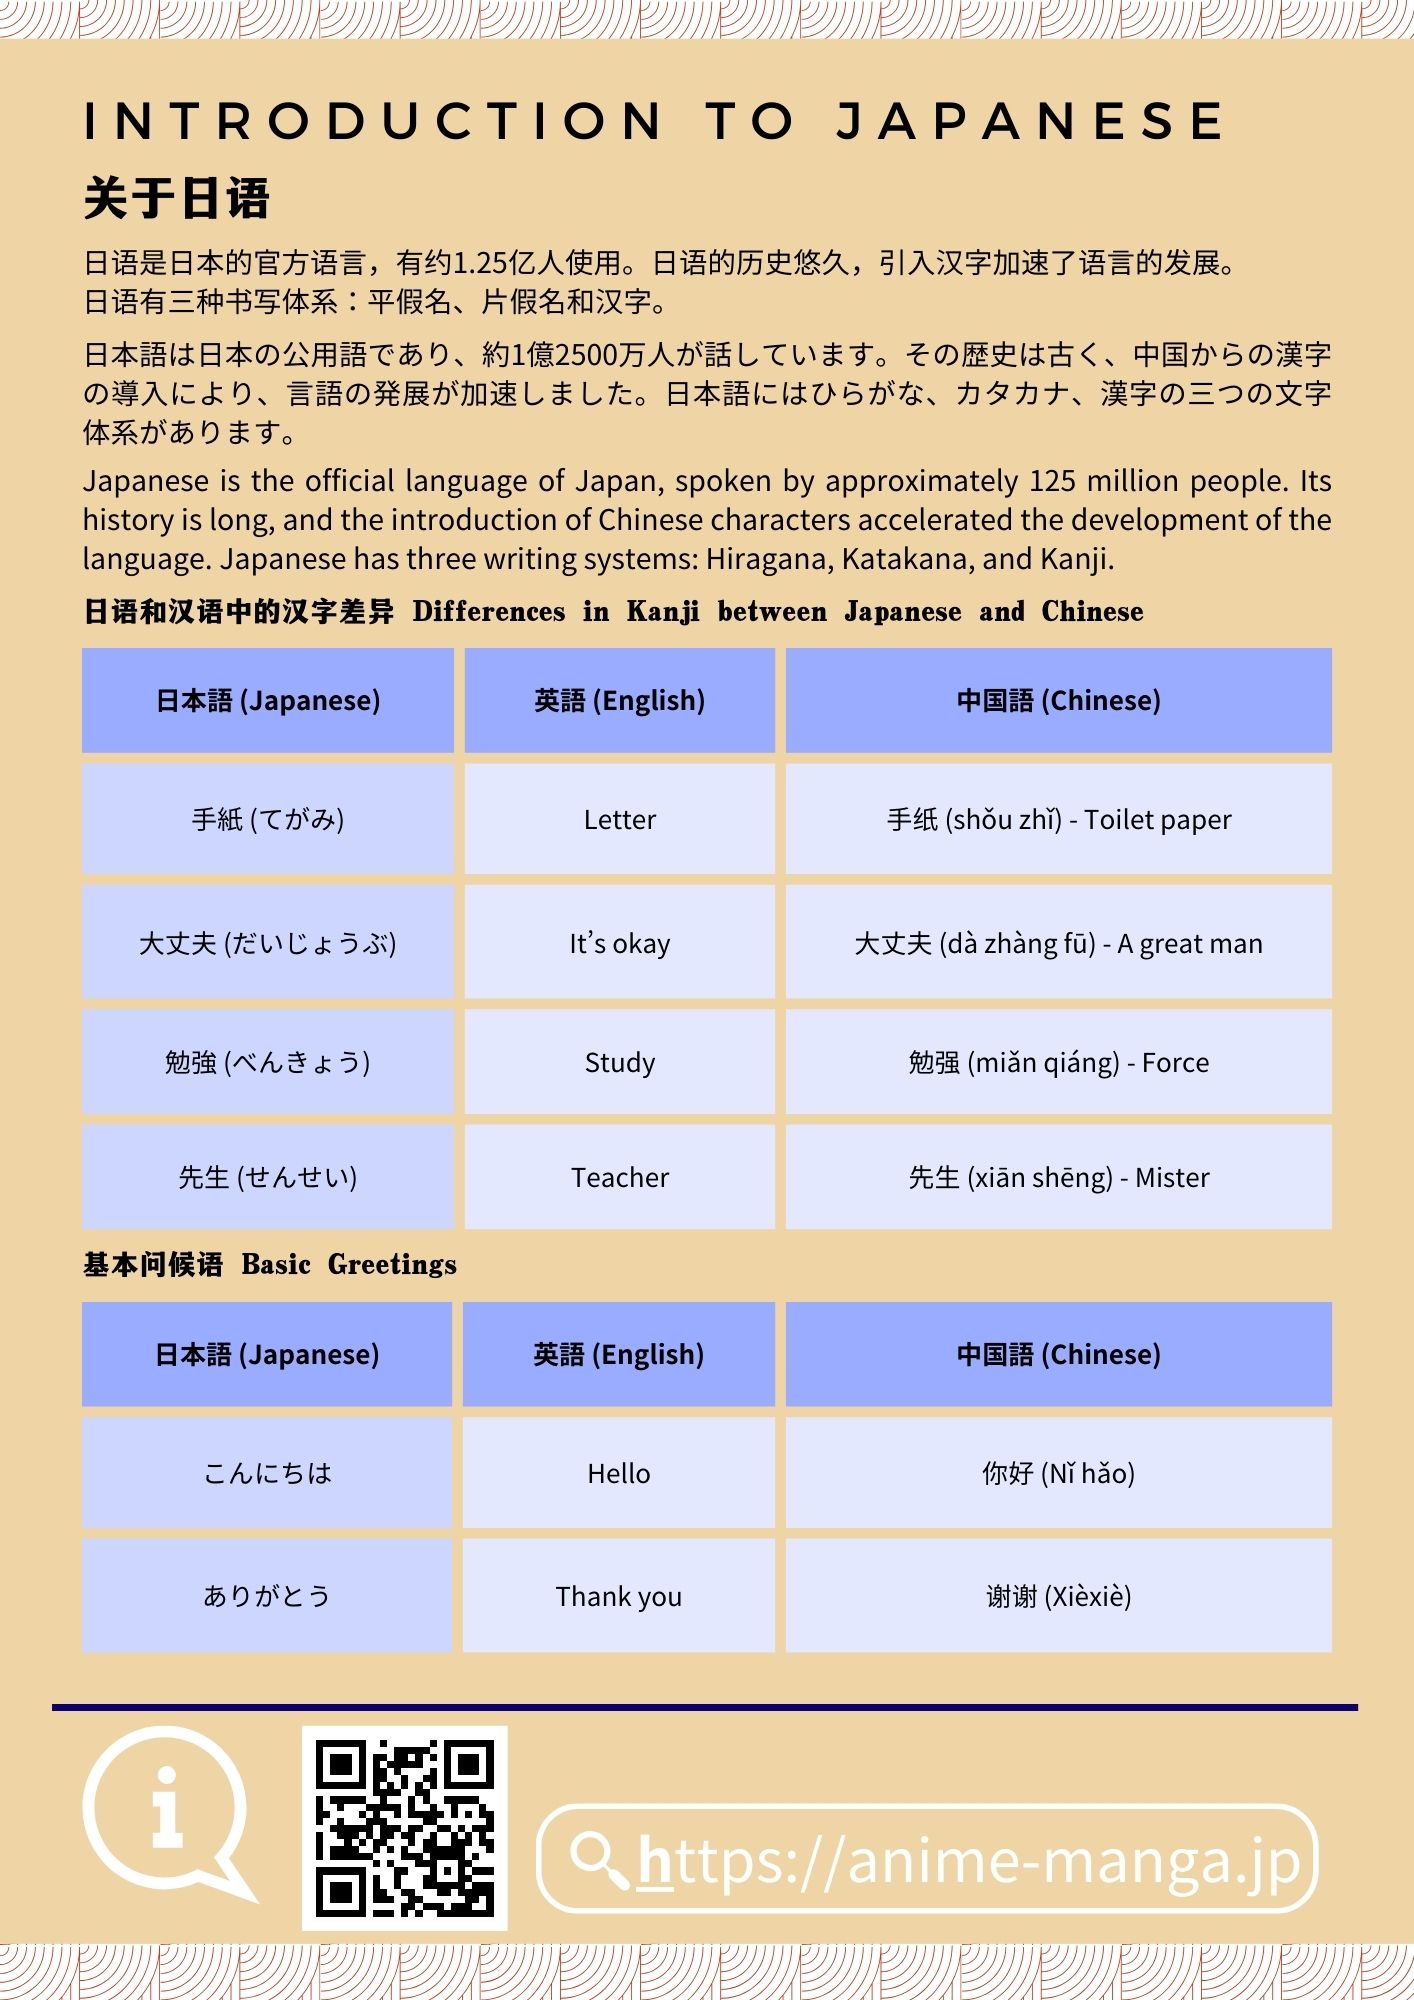 INTRODUCTION TO JAPANESE
关于日语
日语是日本的官方语言，有约1.25亿人使用。日语的历史悠久，引入汉字加速了语言的发展。
日语有三种书写体系：平假名、片假名和汉字。
日本語は日本の公用語であり、約1億2500万人が話しています。その歴史は古く、中国からの漢字
の導入により、言語の発展が加速しました。日本語にはひらがな、カタカナ、漢字の三つの文字
体系があります。
Japanese is the official language of Japan, spoken by approximately 125 million people. Its
history is long, and the introduction of Chinese characters accelerated the development of the
language. Japanese has three writing systems: Hiragana, Katakana, and Kanji.
日语和汉语中的汉字差异 Differences in Kanji between Japanese and Chinese
日本語 (Japanese) 英語 (English) 中国語 (Chinese)
手紙 (てがみ) Letter 手纸 (shǒu zhǐ) - Toilet paper
大丈夫 (だいじょうぶ) It’s okay 大丈夫 (dà zhàng fū) - A great man
勉強 (べんきょう) Study 勉强 (miǎn qiáng) - Force
先生 (せんせい) Teacher 先生 (xiān shēng) - Mister
基本问候语 Basic Greetings
日本語 (Japanese) 英語 (English) 中国語 (Chinese)
こんにちは Hello 你好 (Nǐ hǎo)
ありがとう Thank you 谢谢 (Xièxiè)
https://anime-manga.jp